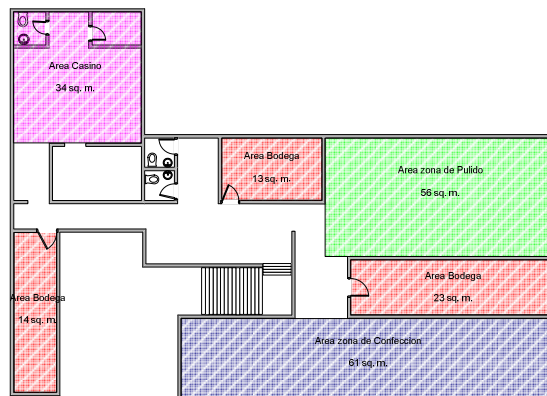 Area Casino
34 sq. m.
Area Bodega
13 sq. m.
Area zona de Pulido
56 sq. m.
Area Bodega
23 sq. m.
Area Bodega
14 sq. m.
Area zona de Confeccion
61 sq. m.